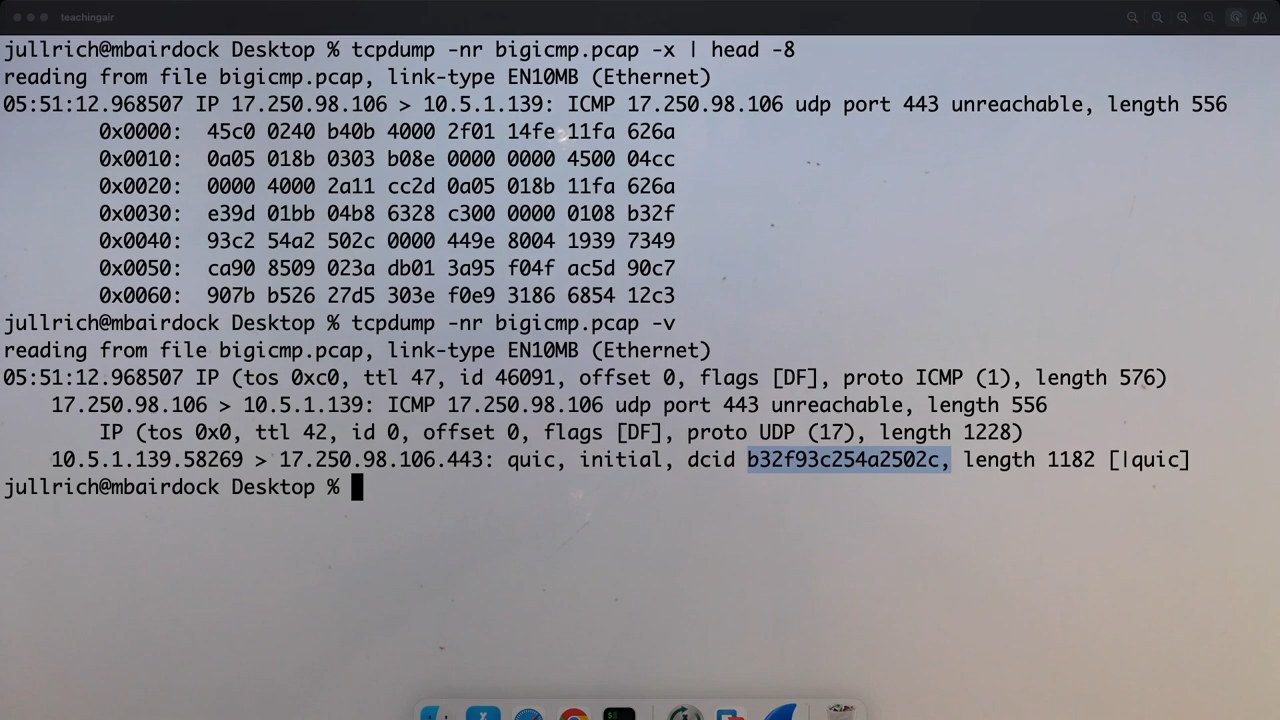 teachingair
jullrich@mbairdock Desktop % tcpdump -nr bigicmp.pcap -x | head -8
reading from file bigicmp.pcap, link-type EN10MB (Ethernet)
05:51:12.968507 IP 17.250.98.106 > 10.5.1.139: ICMP 17.250.98.106 udp port 443 unreachable, length 556
0x0000: 45c0 0240 b40b 4000 2f01 14fe 11fa 626a
0x0010: 0a05 018b 0303 b08e 0000 0000 4500 04cc
0x0020: 0000 4000 2a11 cc2d 0a05 018b 11fa 626a
0x0030: e39d 01bb 04b8 6328 c300 0000 0108 b32f
0x0040: 93c2 54a2 502c 0000 449e 8004 1939 7349
0x0050: ca90 8509 023a db01 3a95 f04f ac5d 90c7
0x0060: 907b b526 27d5 303e f0e9 3186 6854 12c3
jullrich@mbairdock Desktop % tcpdump -nr bigicmp.pcap -v
reading from file bigicmp.pcap, link-type EN10MB (Ethernet)
05:51:12.968507 IP (tos 0xc0, ttl 47, id 46091, offset 0, flags [DF], proto ICMP (1), length 576)
17.250.98.106 > 10.5.1.139: ICMP 17.250.98.106 udp port 443 unreachable, length 556
IP (tos 0x0, ttl 42, id 0, offset 0, flags [DF], proto UDP (17), length 1228)
10.5.1.139.58269 > 17.250.98.106.443: quic, initial, dcid b32f93c254a2502c, length 1182 [|quic]
jullrich@mbairdock Desktop %